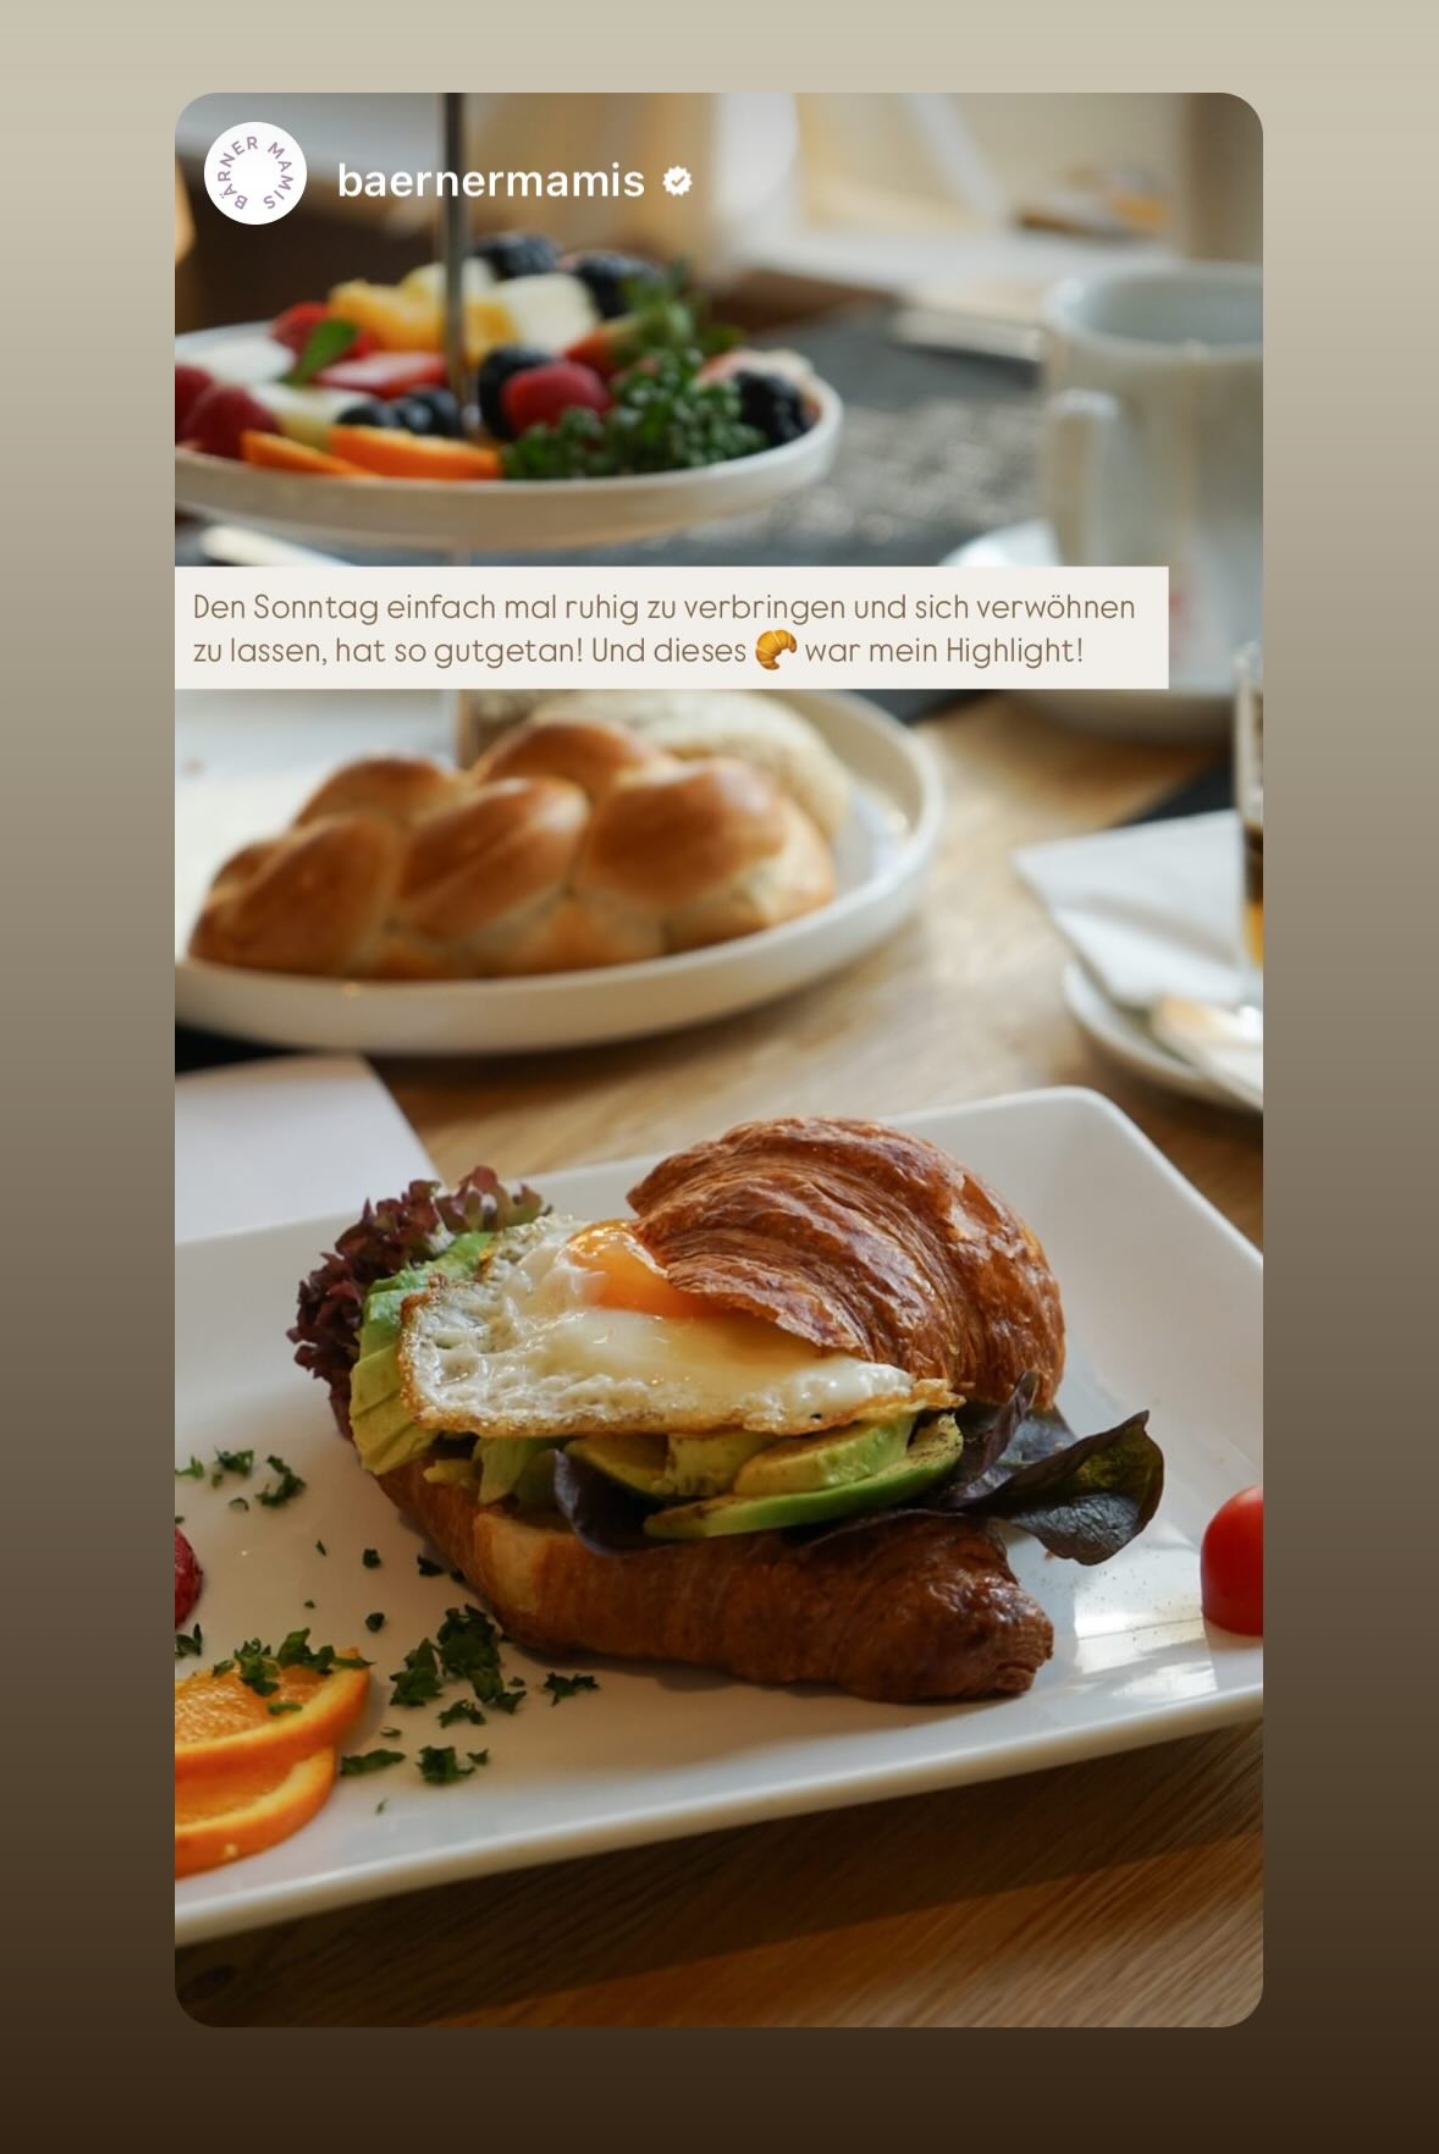 BÄRNER MAMIS
baernermamis
Den Sonntag einfach mal ruhig zu verbringen und sich verwöhnen
zu lassen, hat so gutgetan! Und dieses 🥐 war mein Highlight!